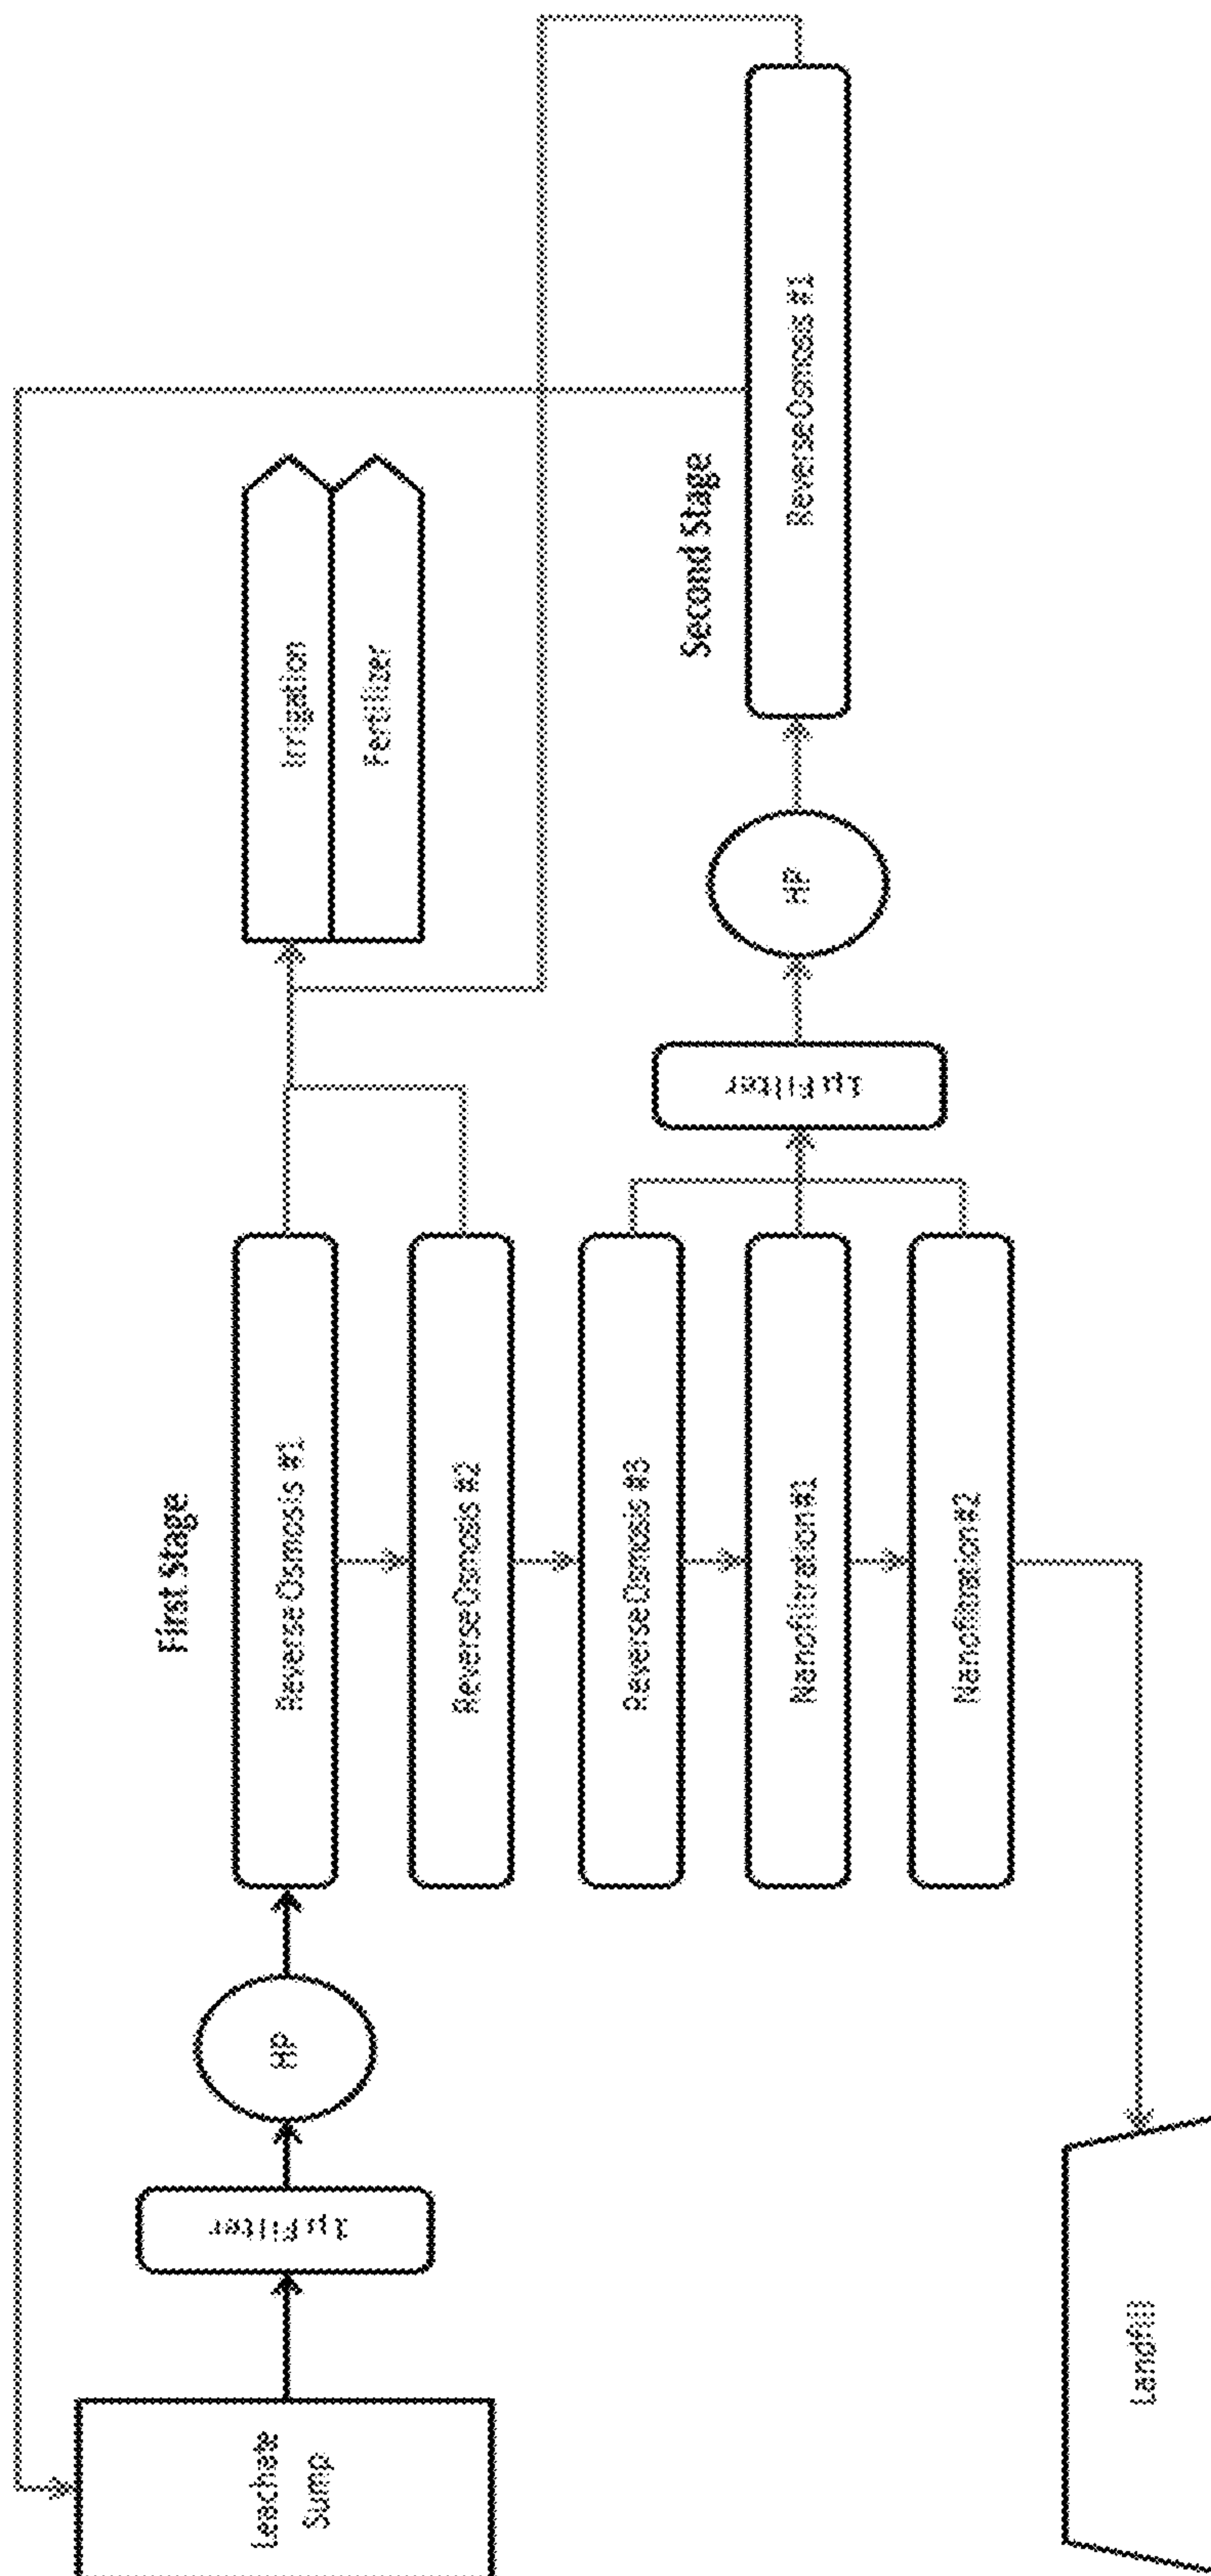 First Stage
Leachate
Sump
1µ Filter
HP
Reverse Osmosis #1
Irrigation
Fertilizer
Reverse Osmosis #2
Reverse Osmosis #3
Second Stage
Nanofiltration #1
1µ Filter
HP
Reverse Osmosis #1
Nanofiltration #2
Landfill